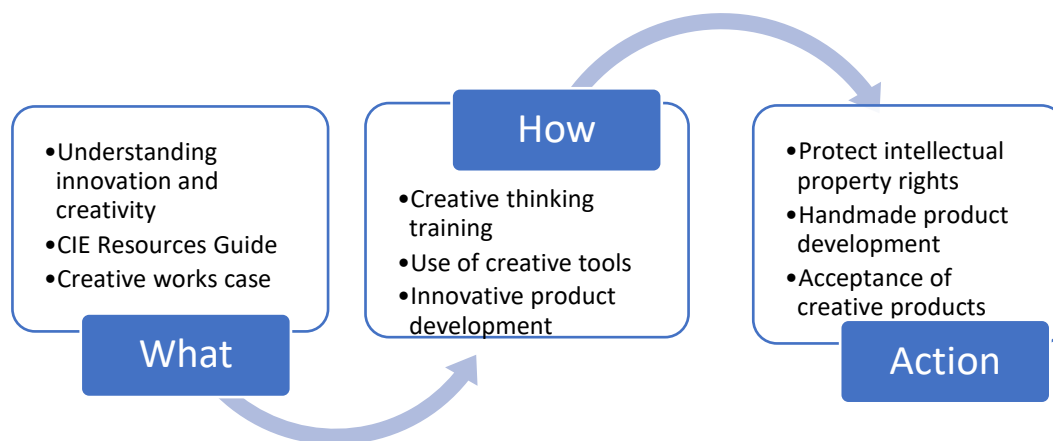 •Understanding
innovation and
creativity
•CIE Resources Guide
•Creative works case
What
How
•Creative thinking
training
•Use of creative tools
•Innovative product
development
•Protect intellectual
property rights
•Handmade product
development
•Acceptance of
creative products
Action